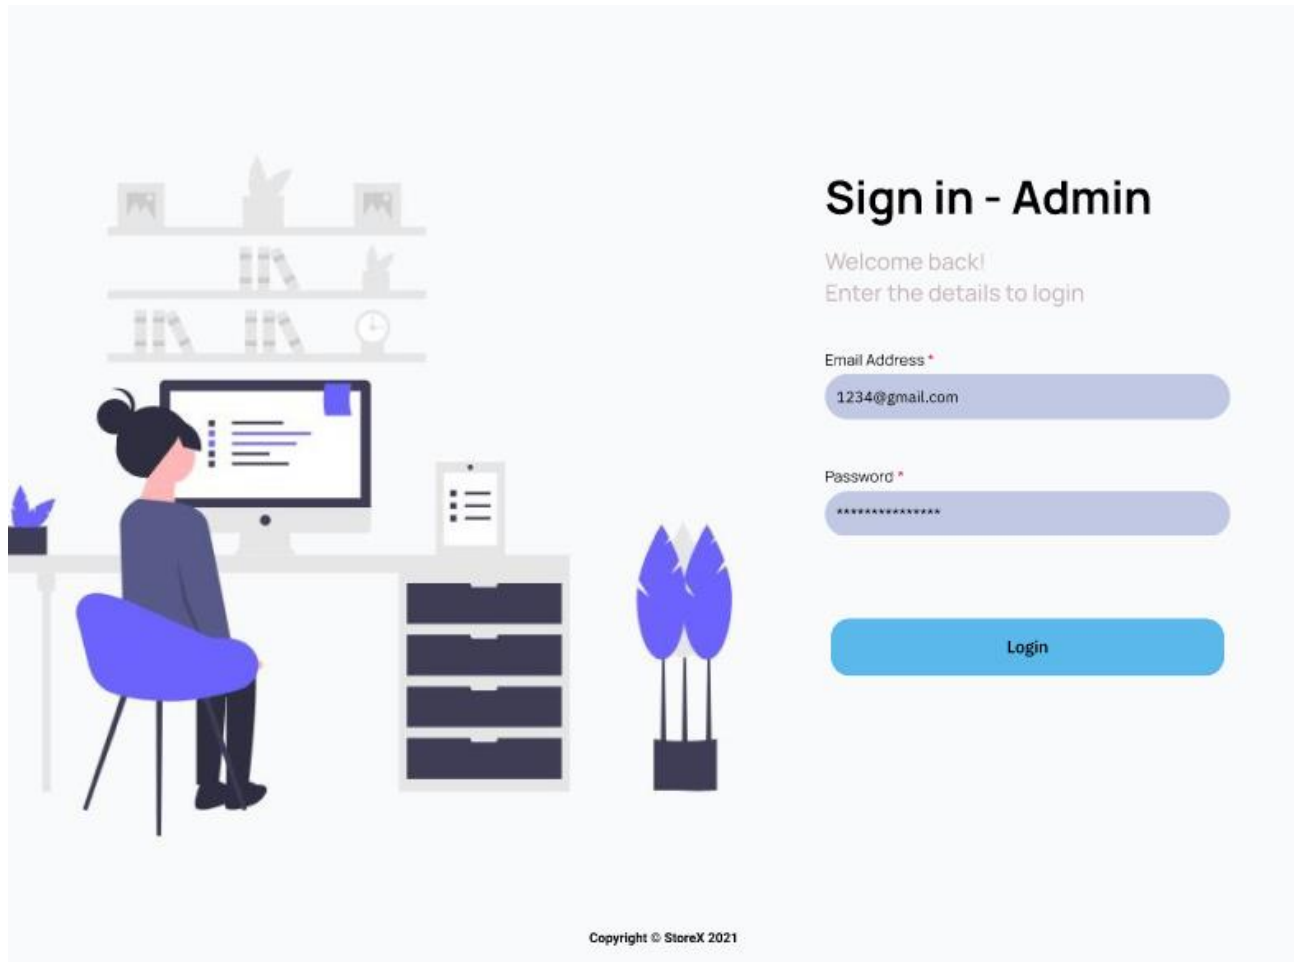 Sign in - Admin
Welcome back!
Enter the details to login
Email Address *
1234@gmail.com
Password *
***************
Login
Copyright © StoreX 2021